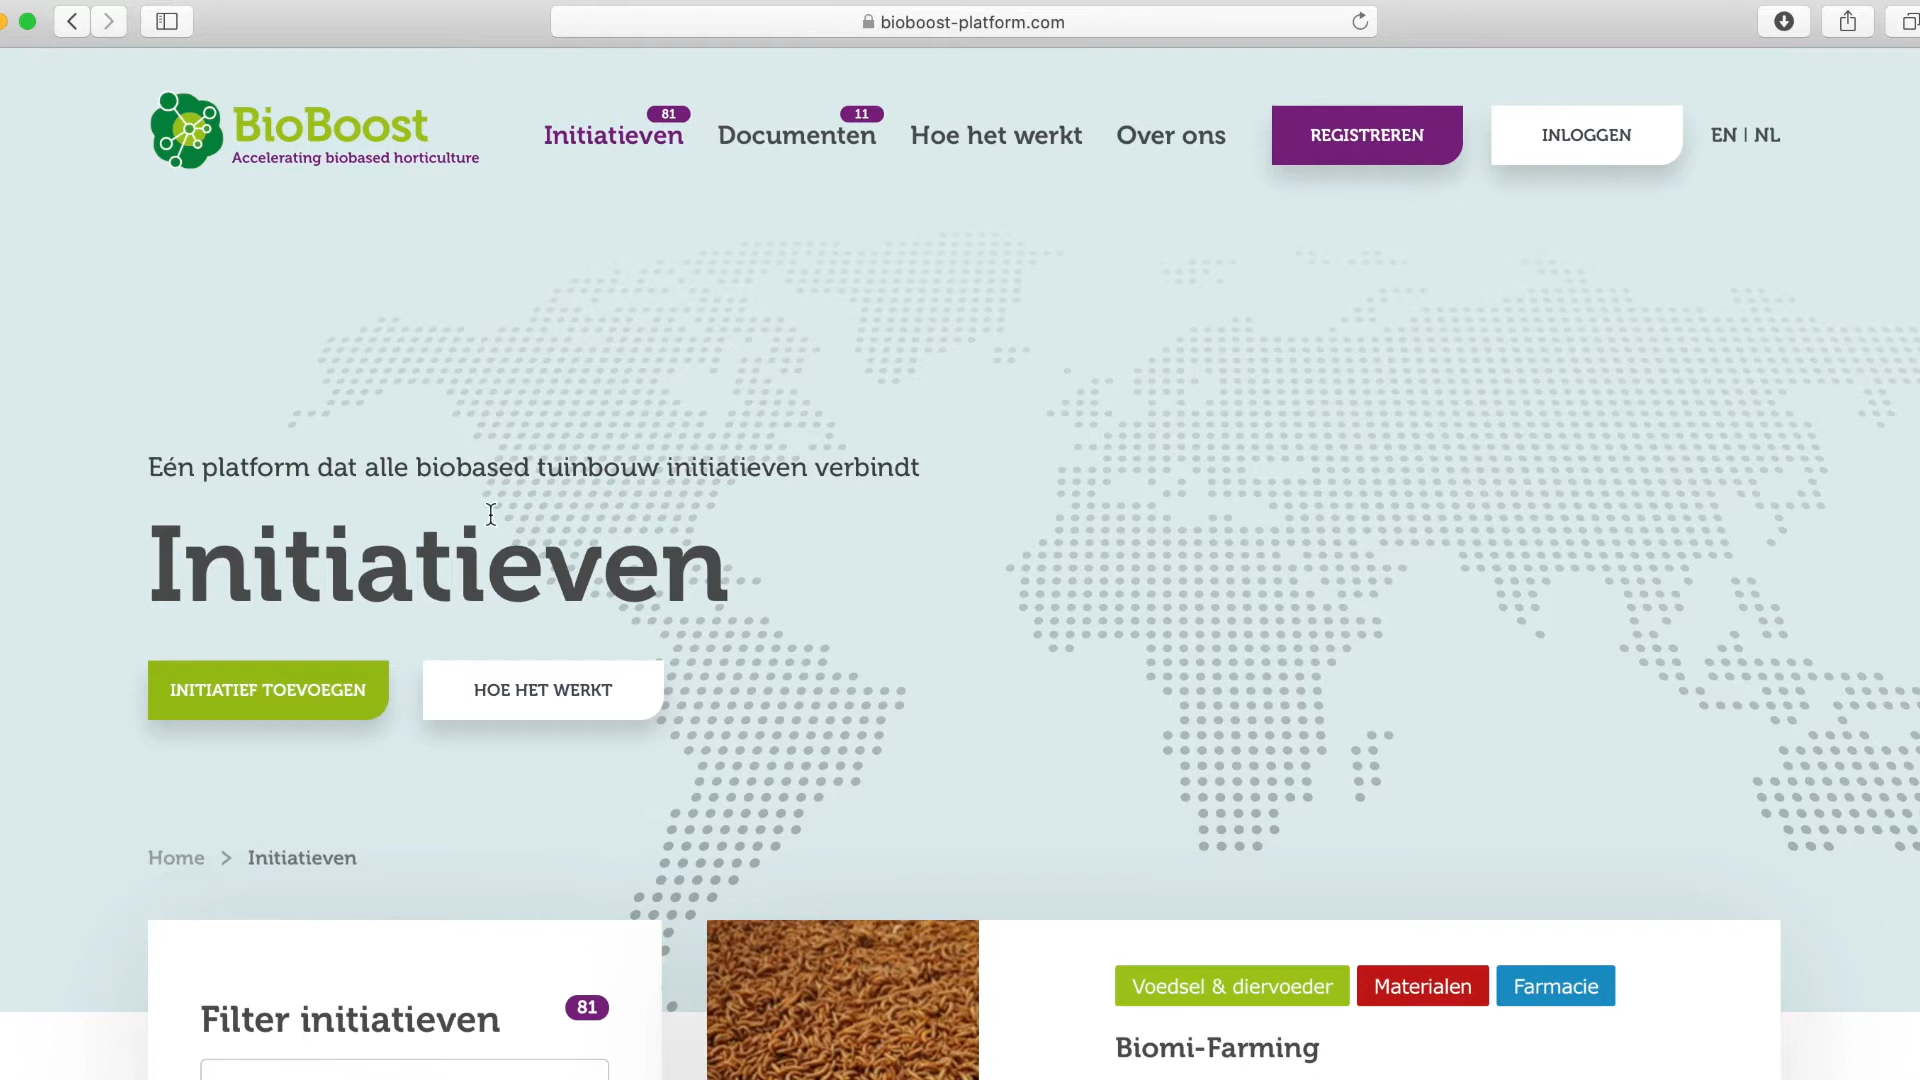 bioboost-platform.com
BioBoost
Accelerating biobased horticulture
Initiatieven 81
Documenten 11
Hoe het werkt
Over ons
REGISTREREN
INLOGGEN
EN | NL
Eén platform dat alle biobased tuinbouw initiatieven verbindt
Initiatieven
INITIATIEF TOEVOEGEN
HOE HET WERKT
Home > Initiatieven
Filter initiatieven 81
Voedsel & diervoeder Materialen Farmacie
Biomi-Farming